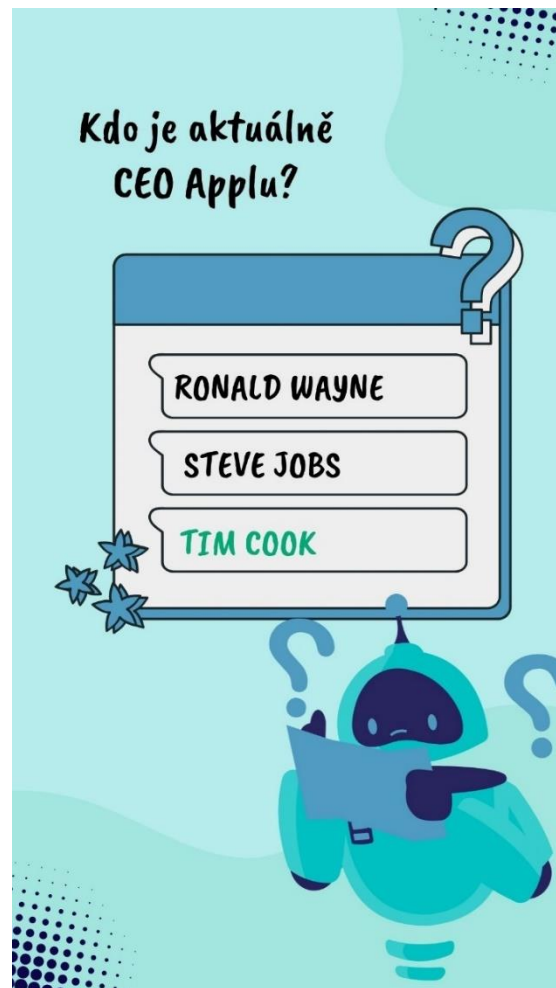 Kdo je aktuálně
CEO Applu?
RONALD WAYNE
STEVE JOBS
TIM COOK